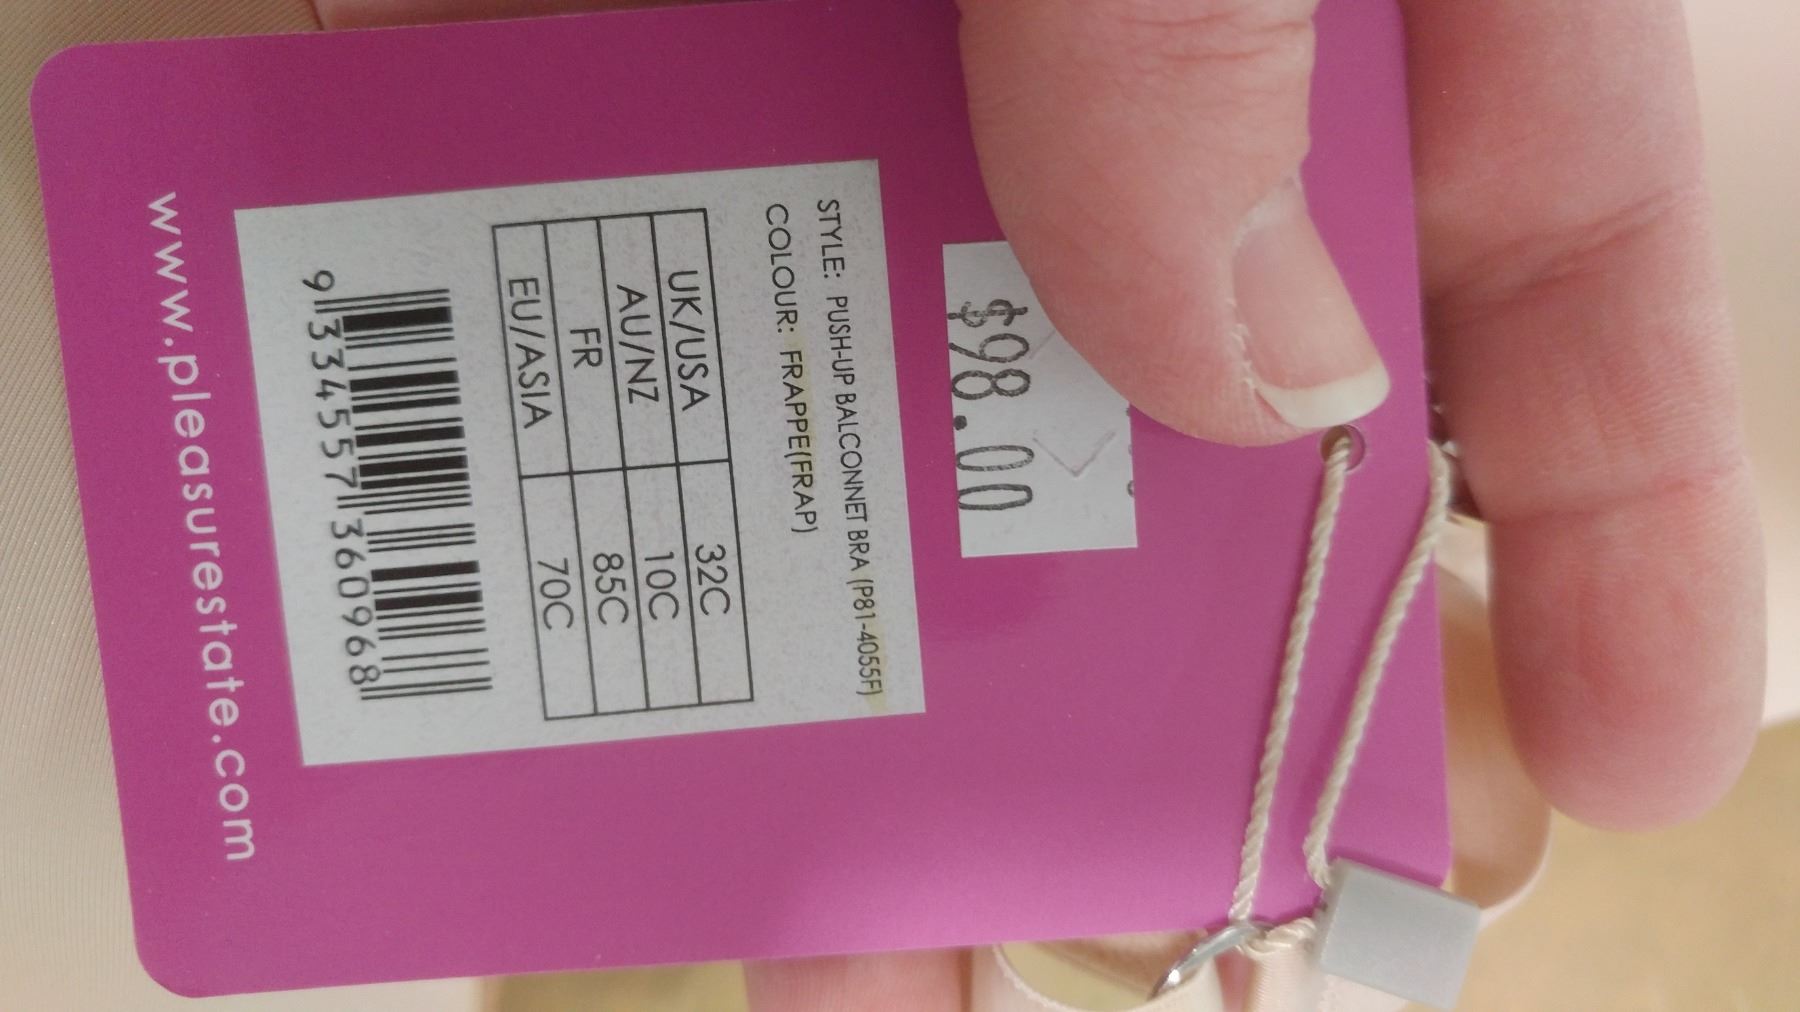 $98.00
STYLE: PUSH-UP BALCONNET BRA (P81-4055F)
COLOUR: FRAPPE(FRAP)
UK/USA 32C
AU/NZ 10C
FR 85C
EU/ASIA 70C
9 334557 360968
www.pleasurestate.com